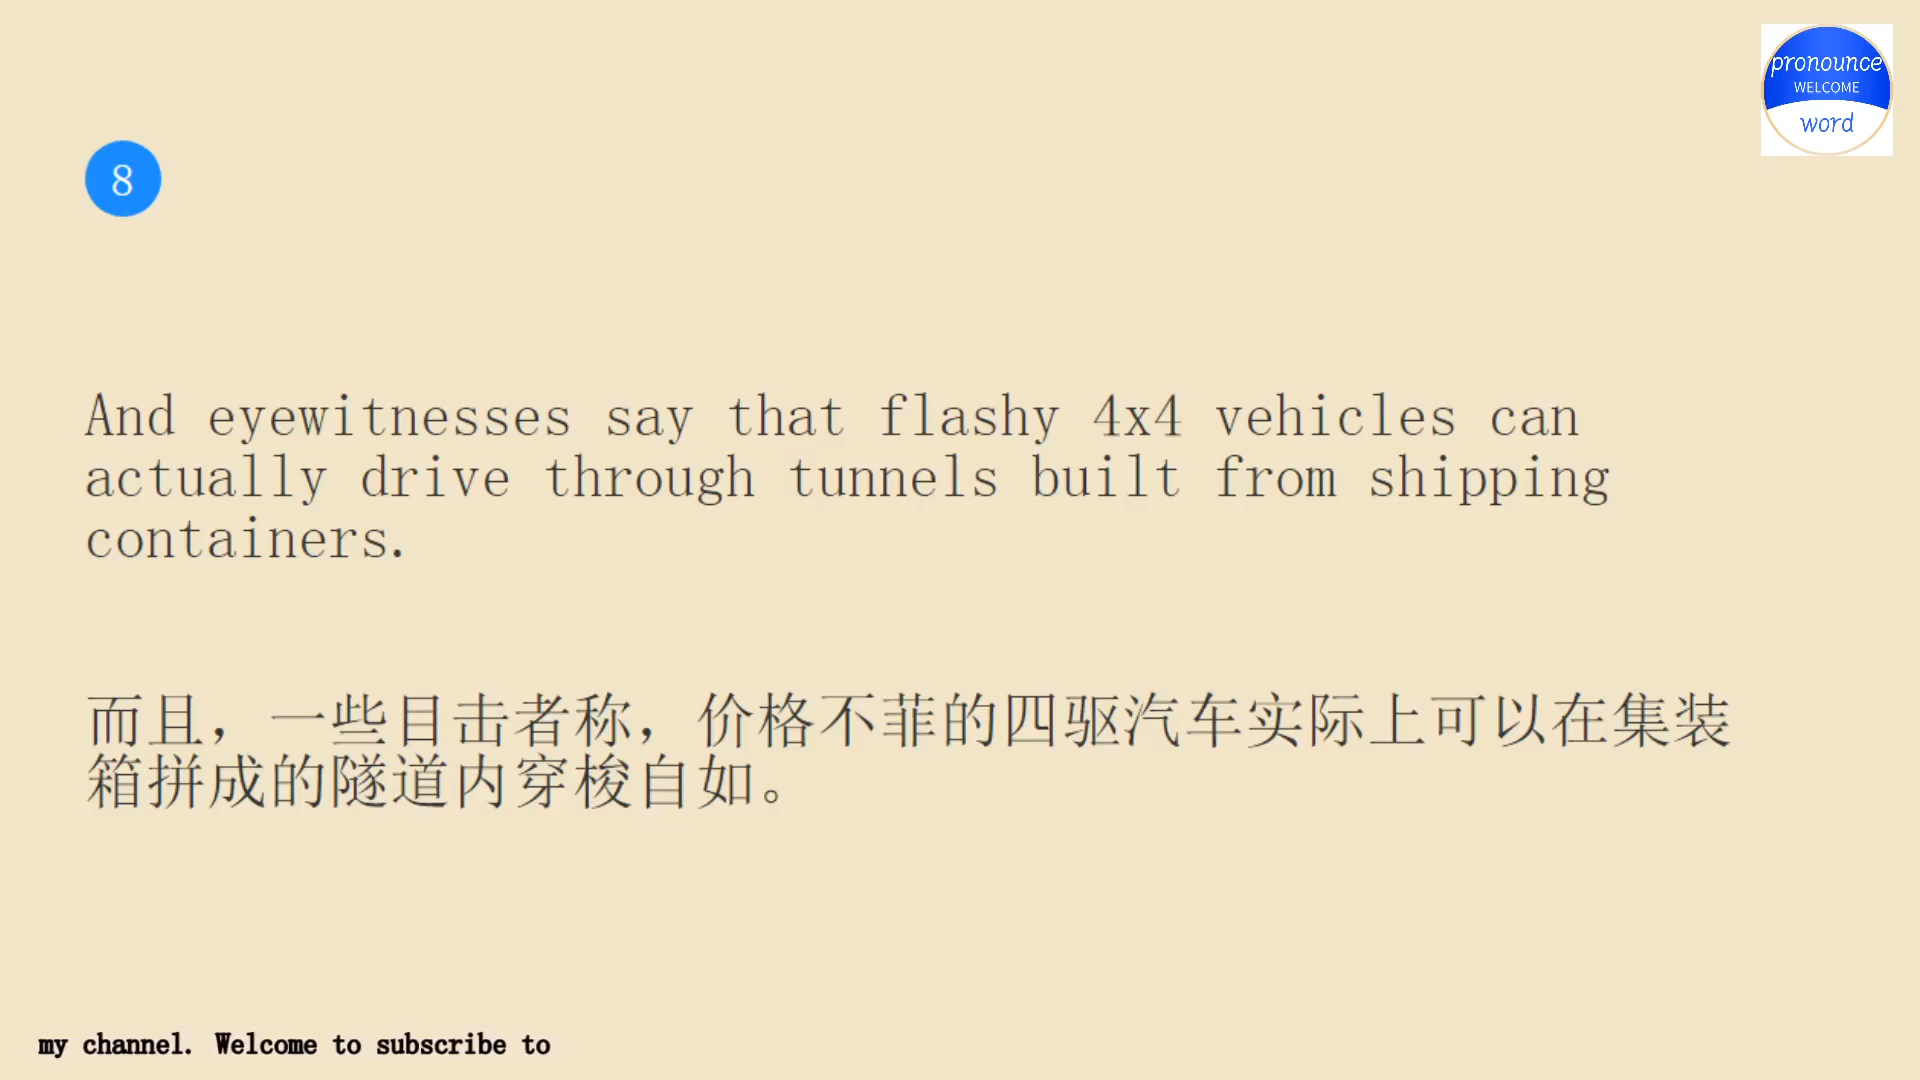 pronounce
WELCOME
word
8
And eyewitnesses say that flashy 4x4 vehicles can
actually drive through tunnels built from shipping
containers.
而且，一些目击者称，价格不菲的四驱汽车实际上可以在集装
箱拼成的隧道内穿梭自如。
my channel. Welcome to subscribe to